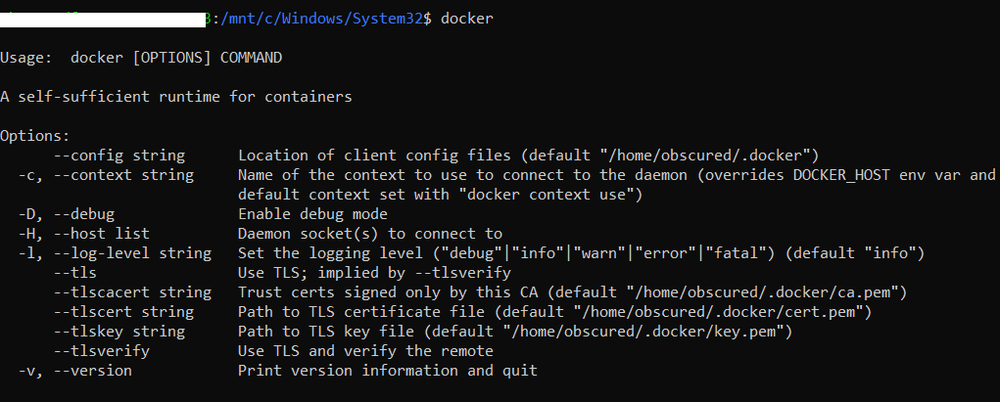 3:/mnt/c/Windows/System32$ docker
Usage:  docker [OPTIONS] COMMAND
A self-sufficient runtime for containers
Options:
      --config string      Location of client config files (default "/home/obscured/.docker")
  -c, --context string     Name of the context to use to connect to the daemon (overrides DOCKER_HOST env var and
                           default context set with "docker context use")
  -D, --debug              Enable debug mode
  -H, --host list          Daemon socket(s) to connect to
  -l, --log-level string   Set the logging level ("debug"|"info"|"warn"|"error"|"fatal") (default "info")
      --tls                Use TLS; implied by --tlsverify
      --tlscacert string   Trust certs signed only by this CA (default "/home/obscured/.docker/ca.pem")
      --tlscert string     Path to TLS certificate file (default "/home/obscured/.docker/cert.pem")
      --tlskey string      Path to TLS key file (default "/home/obscured/.docker/key.pem")
      --tlsverify          Use TLS and verify the remote
  -v, --version            Print version information and quit